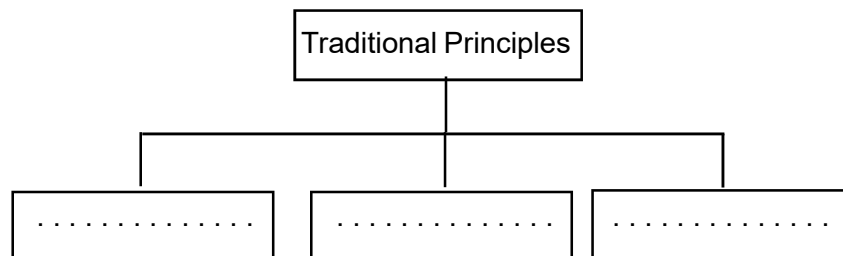 Traditional Principles
. . . . . . . . . . . . . . . . . . . . . . . . . . . . . . . . . . . . . . . . . .